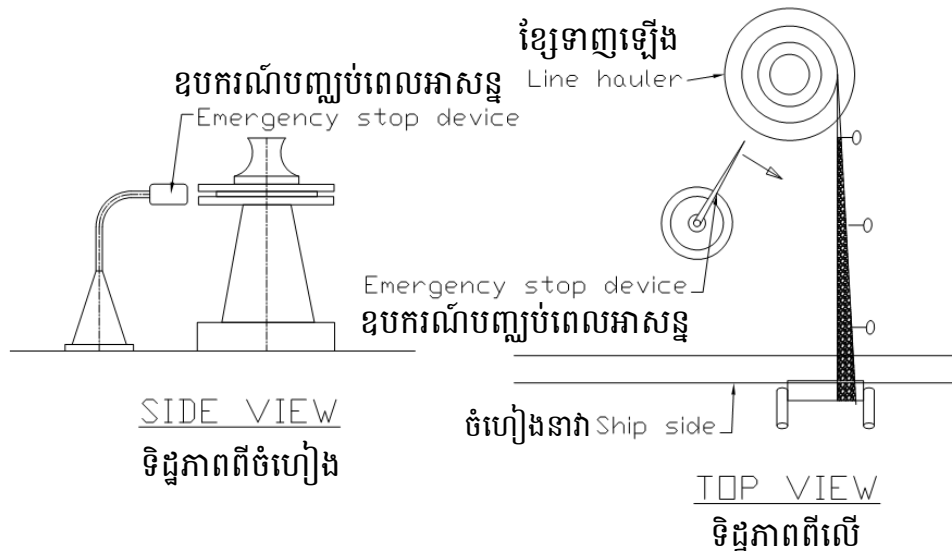 ឧបករណ៍បញ្ឈប់ពេលអាសន្ន
Emergency stop device
SIDE VIEW
ទិដ្ឋភាពពីចំហៀង
ខ្សែទាញឡើង
Line hauler
Emergency stop device
ឧបករណ៍បញ្ឈប់ពេលអាសន្ន
ចំហៀងនាវា Ship side
TOP VIEW
ទិដ្ឋភាពពីលើ